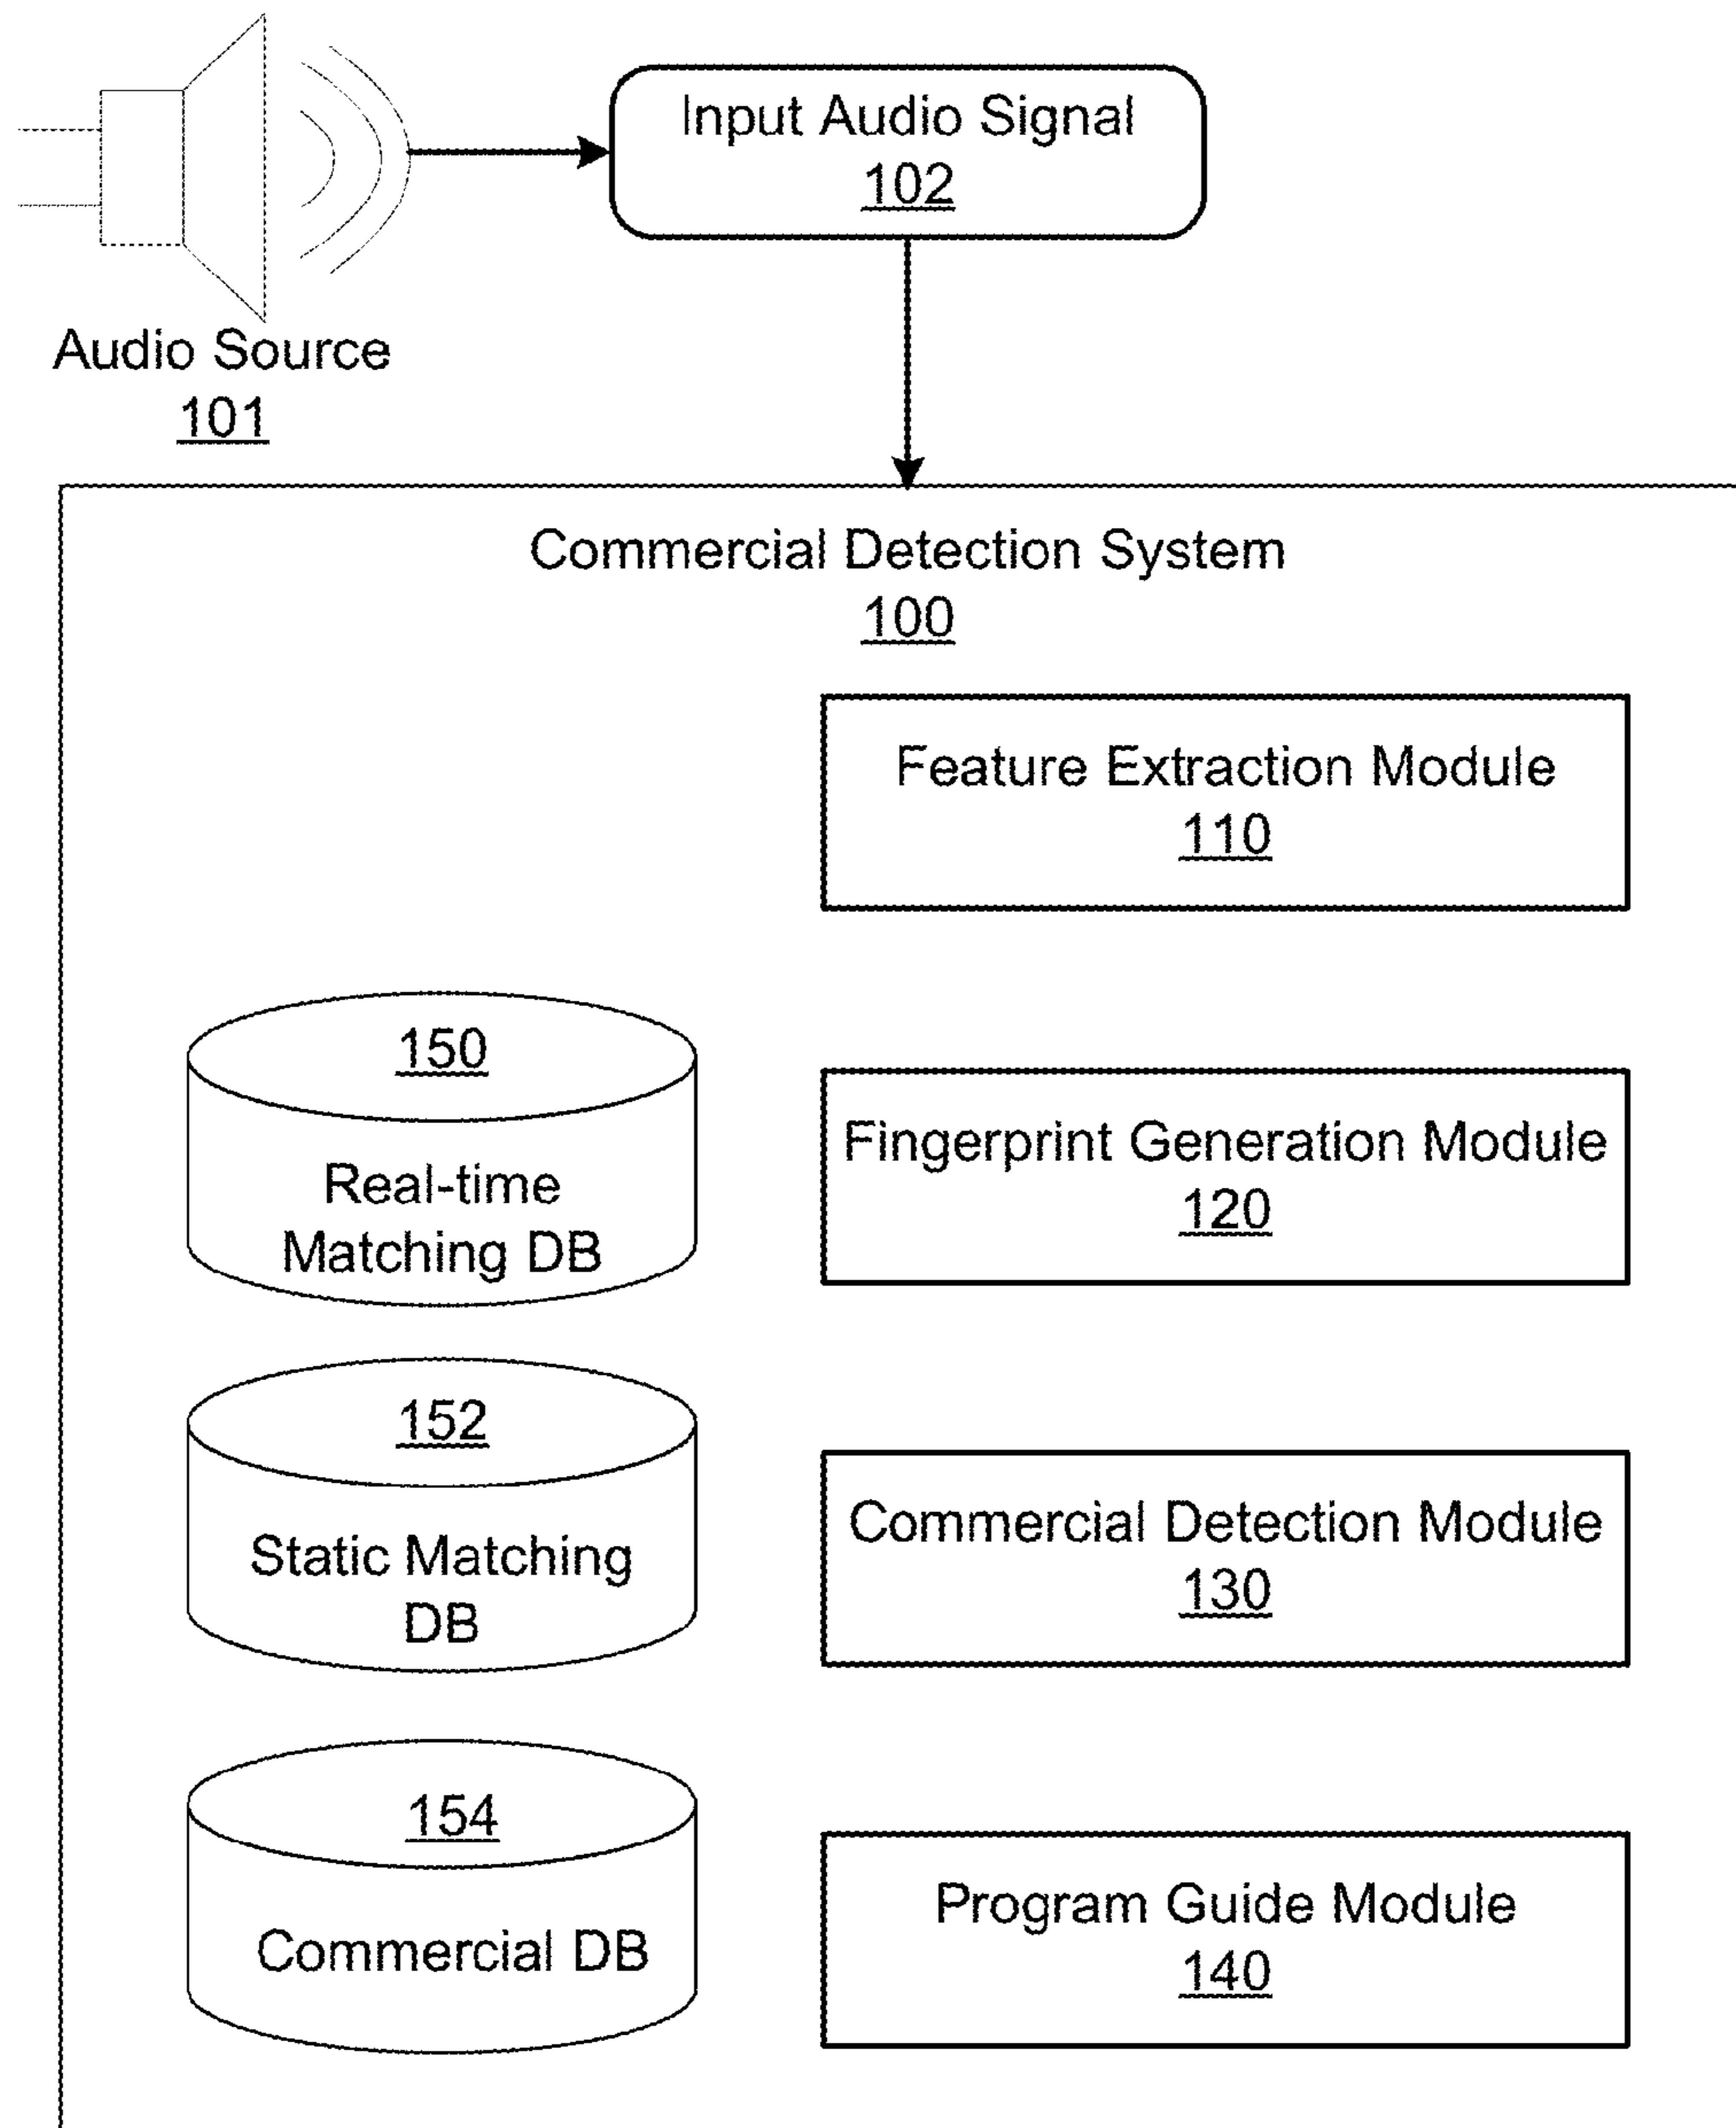 Input Audio Signal
102
Audio Source
101
Commercial Detection System
100
Feature Extraction Module
110
150
Real-time
Matching DB
Fingerprint Generation Module
120
152
Static Matching
DB
Commercial Detection Module
130
154
Commercial DB
Program Guide Module
140